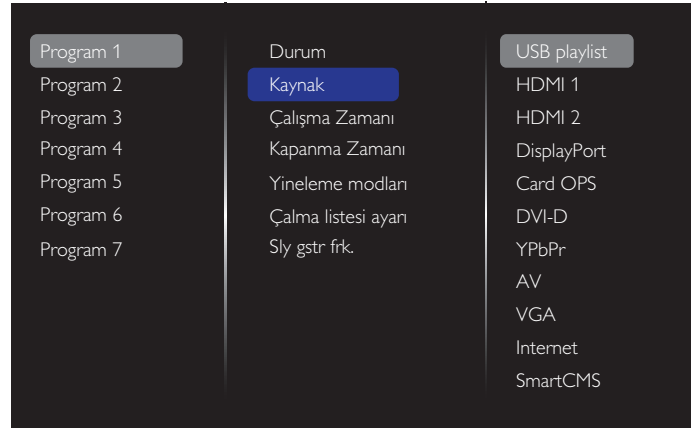 Program 1
Program 2
Program 3
Program 4
Program 5
Program 6
Program 7
Durum
Kaynak
Çalışma Zamanı
Kapanma Zamanı
Yineleme modları
Çalma listesi ayarı
Sly gstr frk.
USB playlist
HDMI 1
HDMI 2
DisplayPort
Card OPS
DVI-D
YPbPr
AV
VGA
Internet
SmartCMS